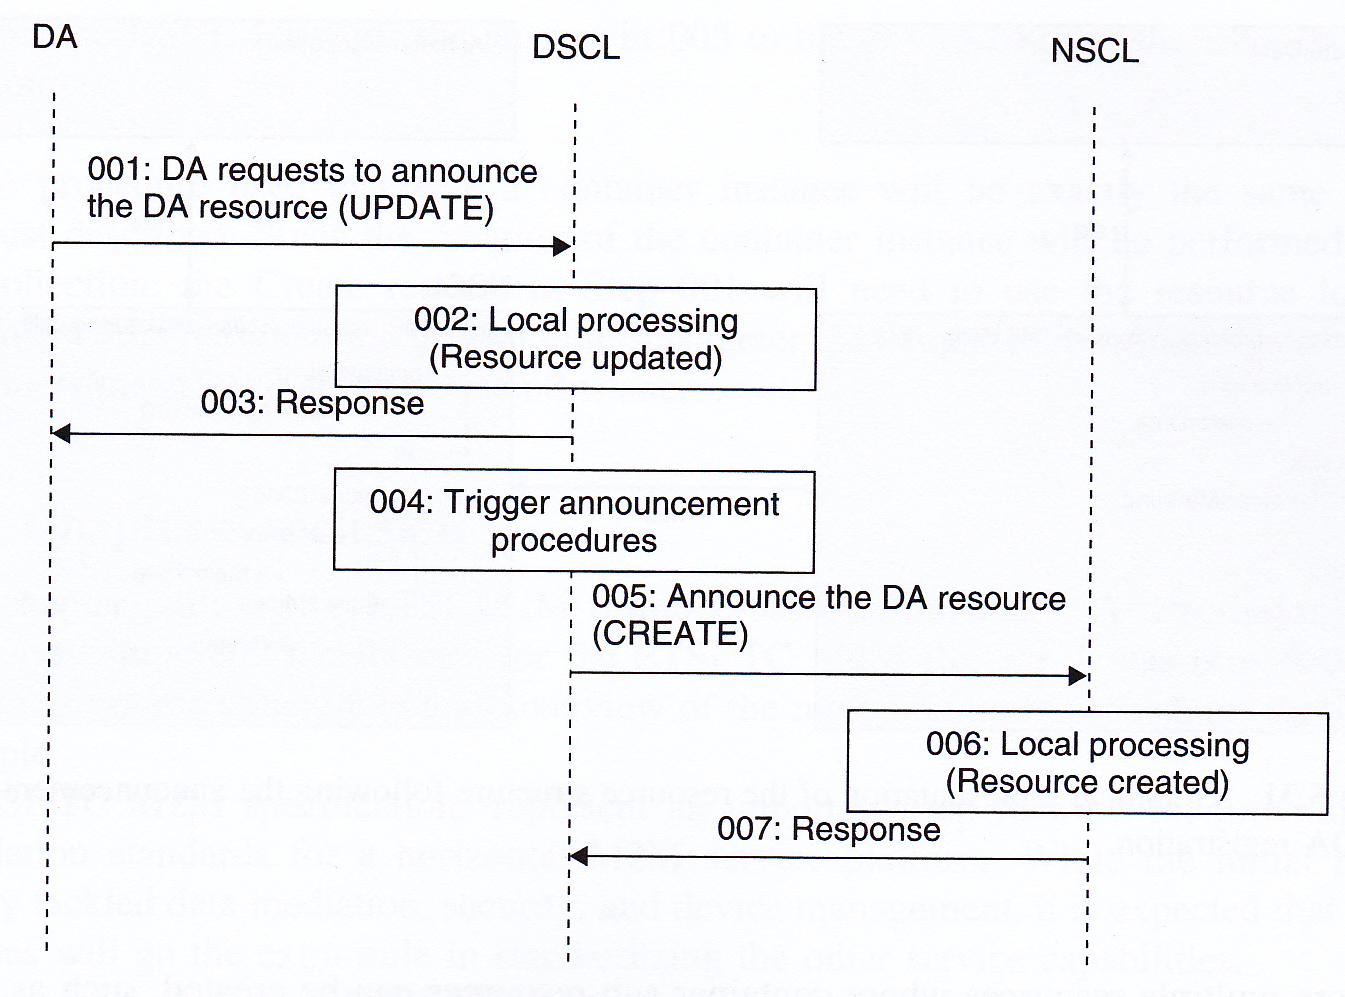 DA
DSCL
NSCL
001: DA requests to announce
the DA resource (UPDATE)
002: Local processing
(Resource updated)
003: Response
004: Trigger announcement
procedures
005: Announce the DA resource
(CREATE)
006: Local processing
(Resource created)
007: Response